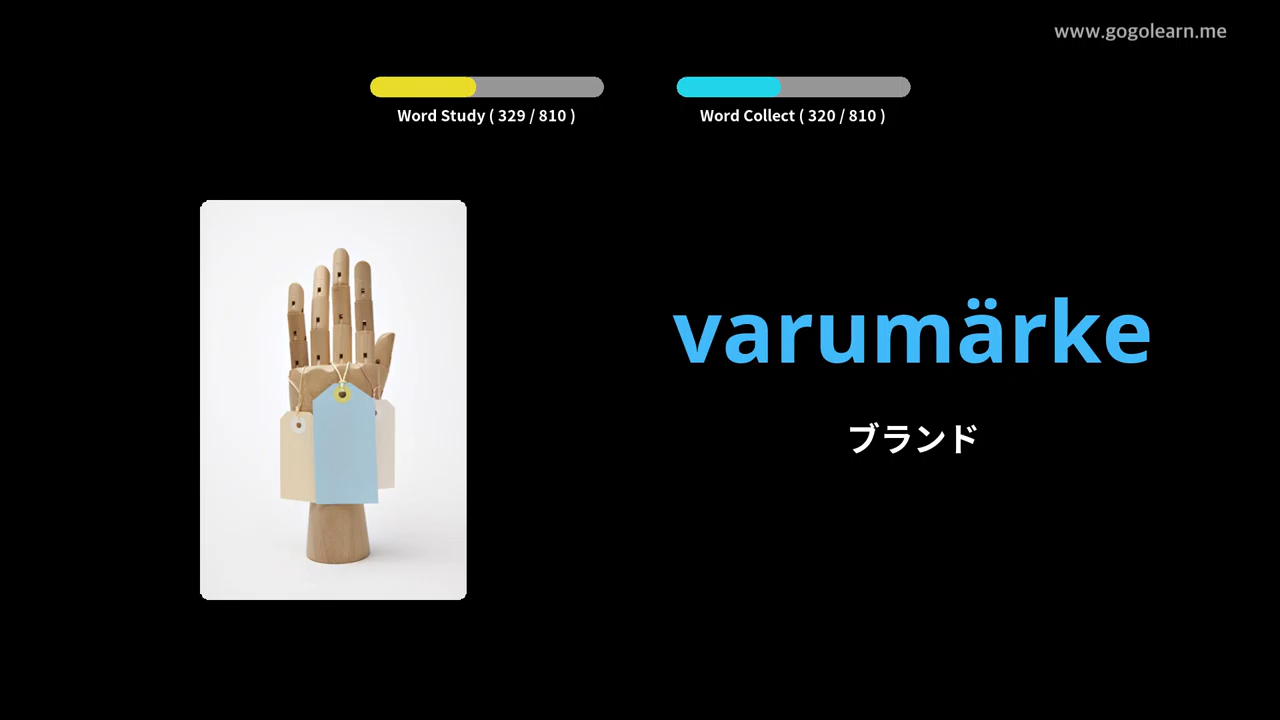 www.gogolearn.me
Word Study ( 329 / 810 )
Word Collect ( 320 / 810 )
varumärke
ブランド